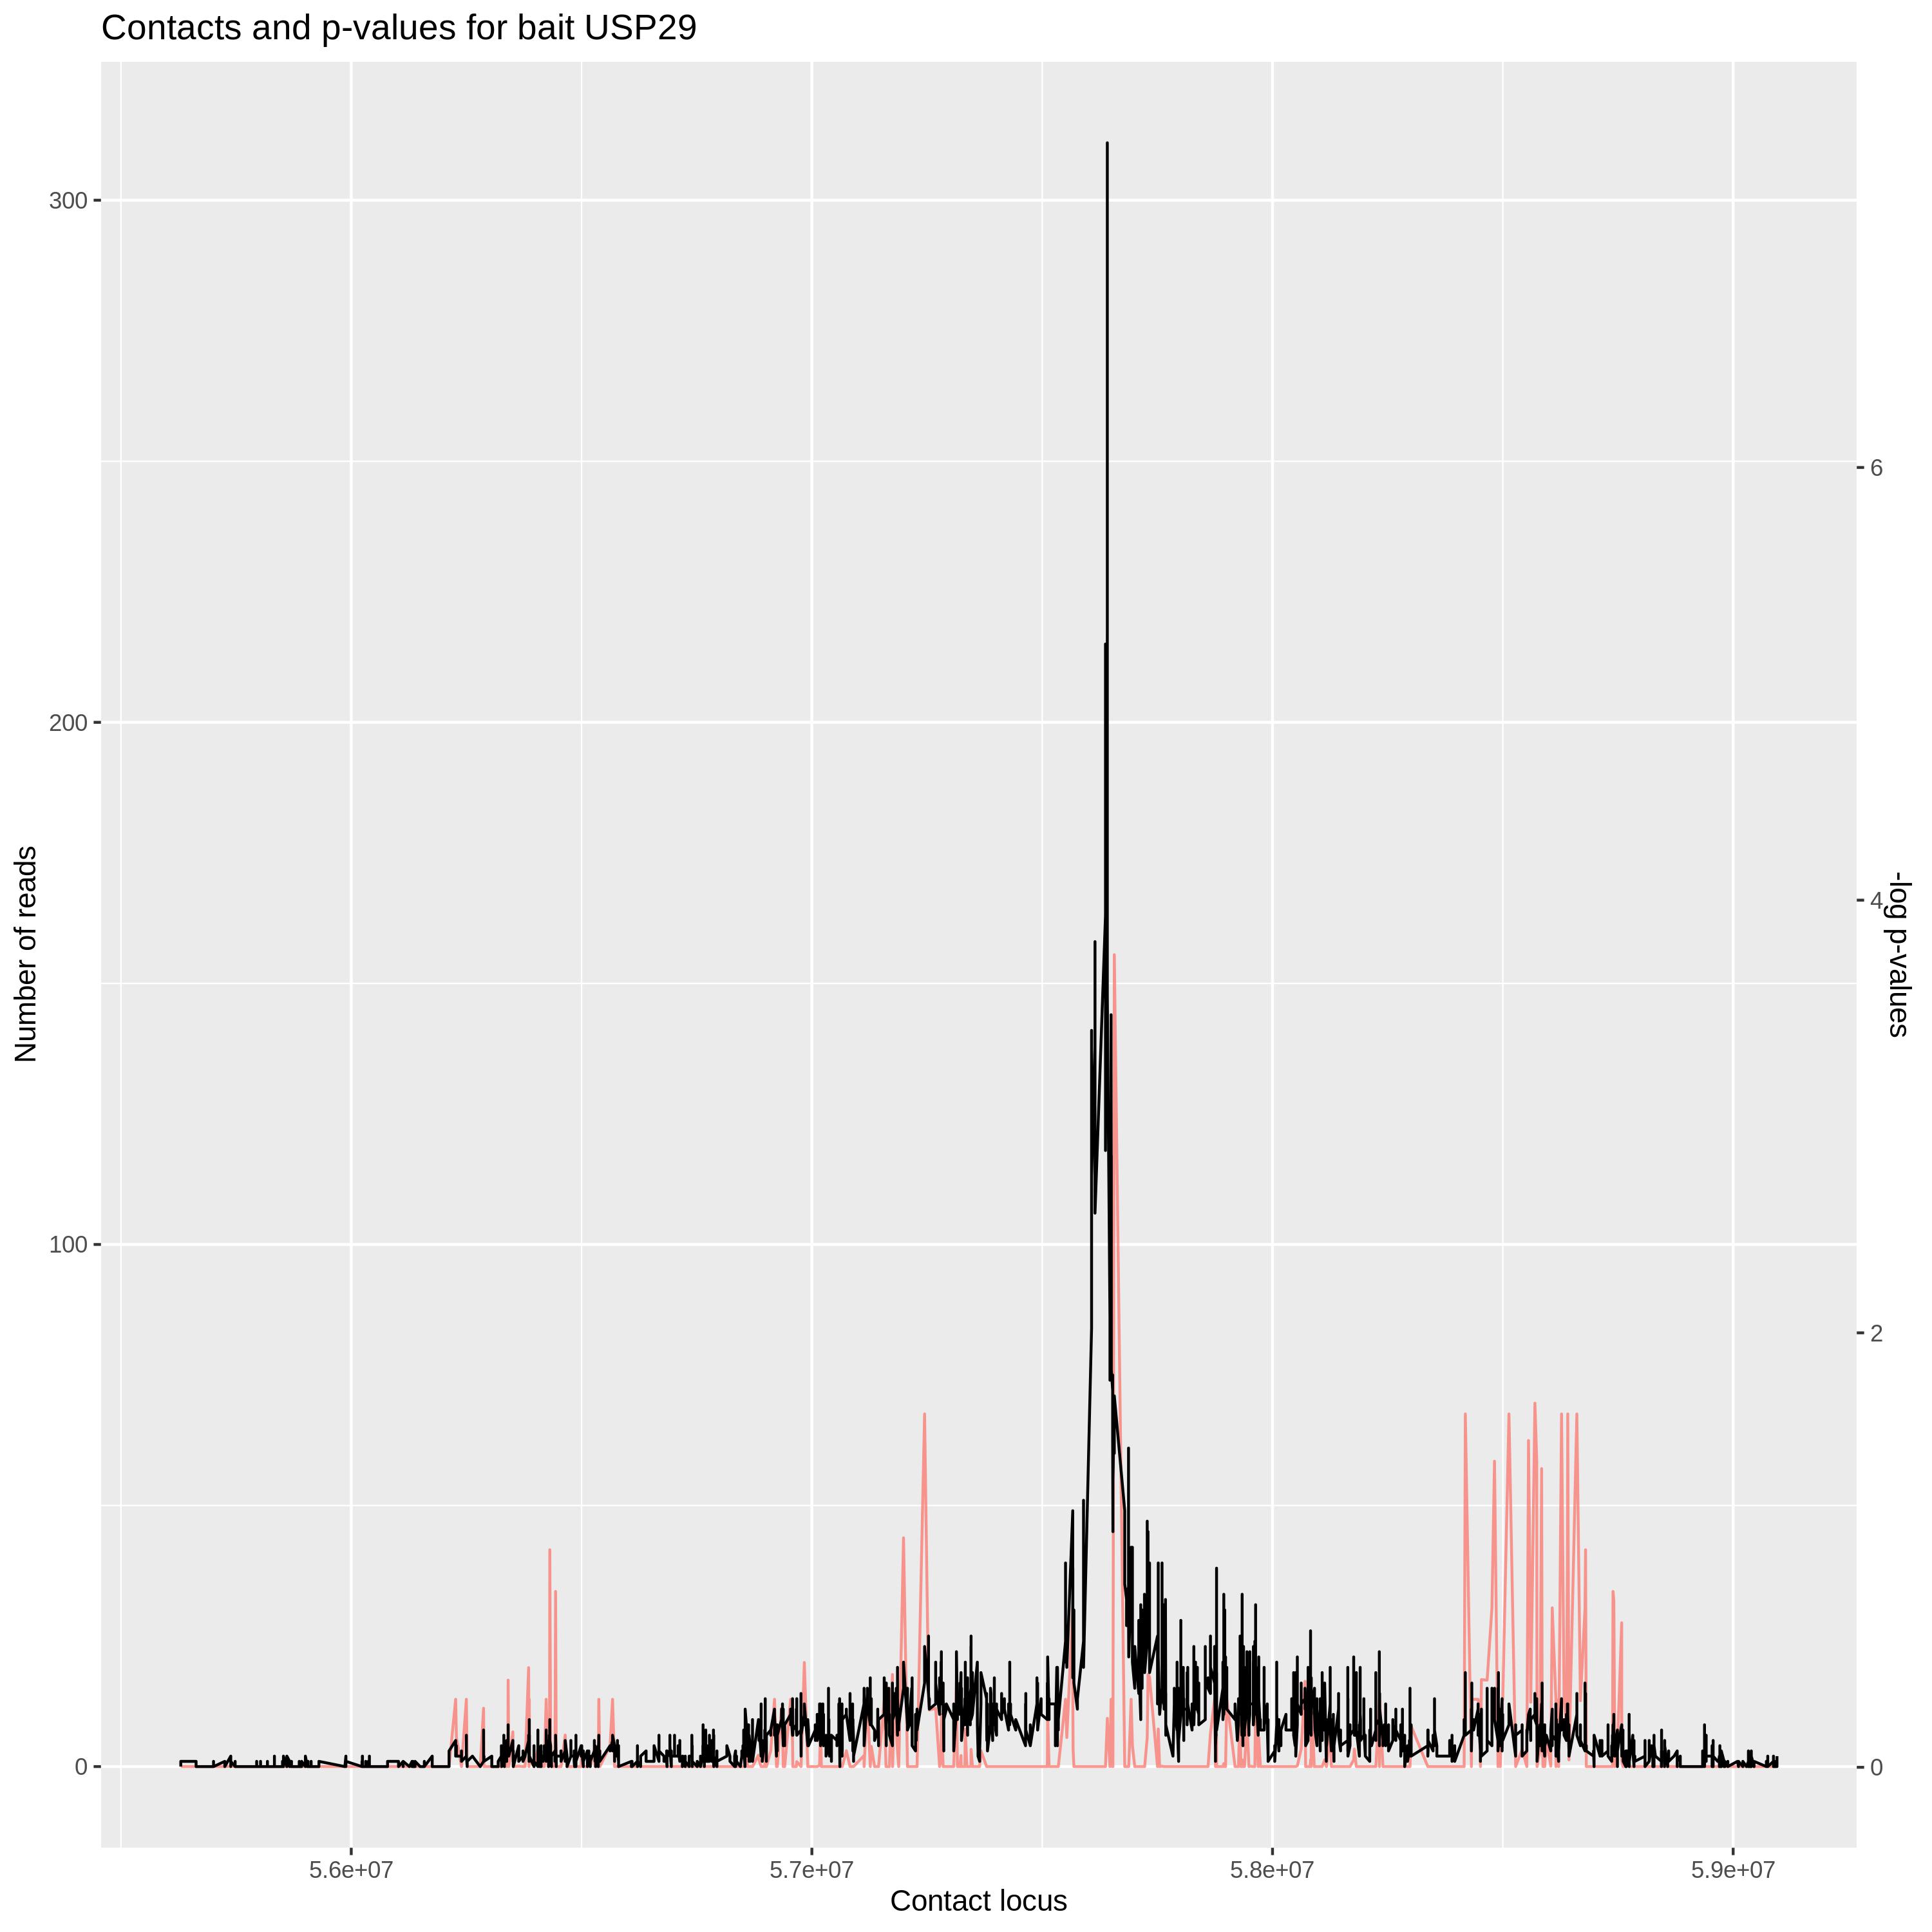 Contacts and p-values for bait USP29
300
200
100
0
Number of reads
6
4
2
0
-log p-values
5.6e+07
5.7e+07
5.8e+07
5.9e+07
Contact locus